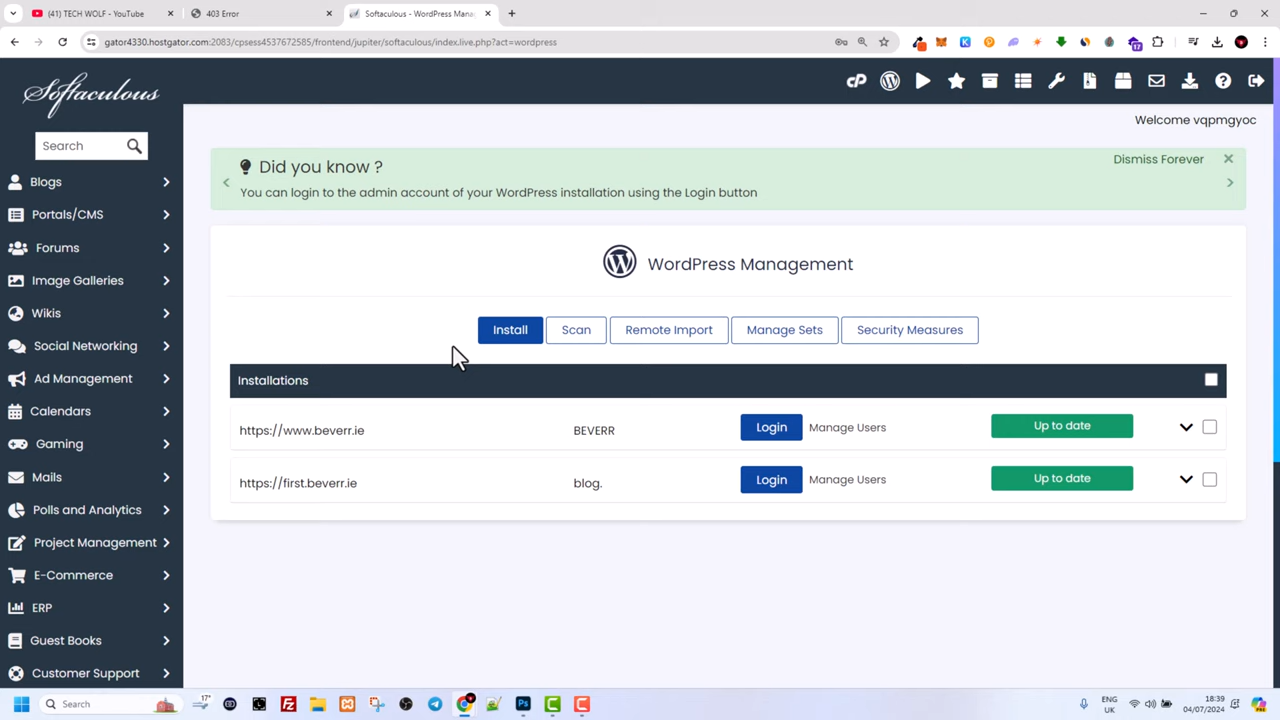 (41) TECH WOLF - YouTube
403 Error
Softaculous - WordPress Mana
gator4330.hostgator.com:2083/cpsess4537672585/frontend/jupiter/softaculous/index.live.php?act=wordpress
17
Softaculous
cP
Welcome vqpmgyoc
Search
Did you know ?
Dismiss Forever
You can login to the admin account of your WordPress installation using the Login button
Blogs
Portals/CMS
Forums
Image Galleries
Wikis
Social Networking
Ad Management
Calendars
Gaming
Mails
Polls and Analytics
Project Management
E-Commerce
ERP
Guest Books
Customer Support
WordPress Management
Install Scan Remote Import Manage Sets Security Measures
Installations
https://www.beverr.ie BEVERR Login Manage Users Up to date
https://first.beverr.ie blog. Login Manage Users Up to date
Search
17°
Ps
ENG
UK
18:39
04/07/2024